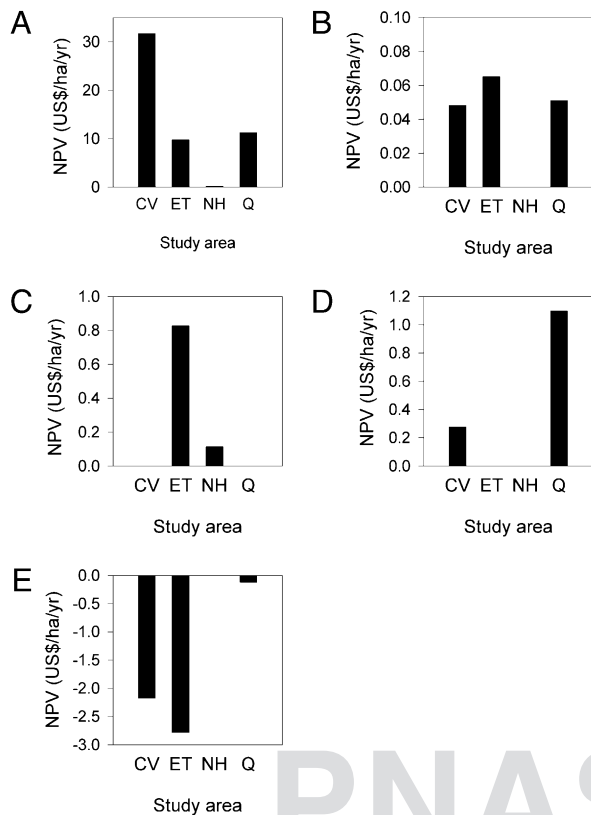 A
NPV (US$/ha/yr)
30
20
10
0
CV ET NH Q
Study area
B
NPV (US$/ha/yr)
0.10
0.08
0.06
0.04
0.02
0.00
CV ET NH Q
Study area
C
NPV (US$/ha/yr)
1.0
0.8
0.6
0.4
0.2
0.0
CV ET NH Q
Study area
D
NPV (US$/ha/yr)
1.2
1.0
0.8
0.6
0.4
0.2
0.0
CV ET NH Q
Study area
E
NPV (US$/ha/yr)
0.0
-0.5
-1.0
-1.5
-2.0
-2.5
-3.0
CV ET NH Q
Study area
PNAS